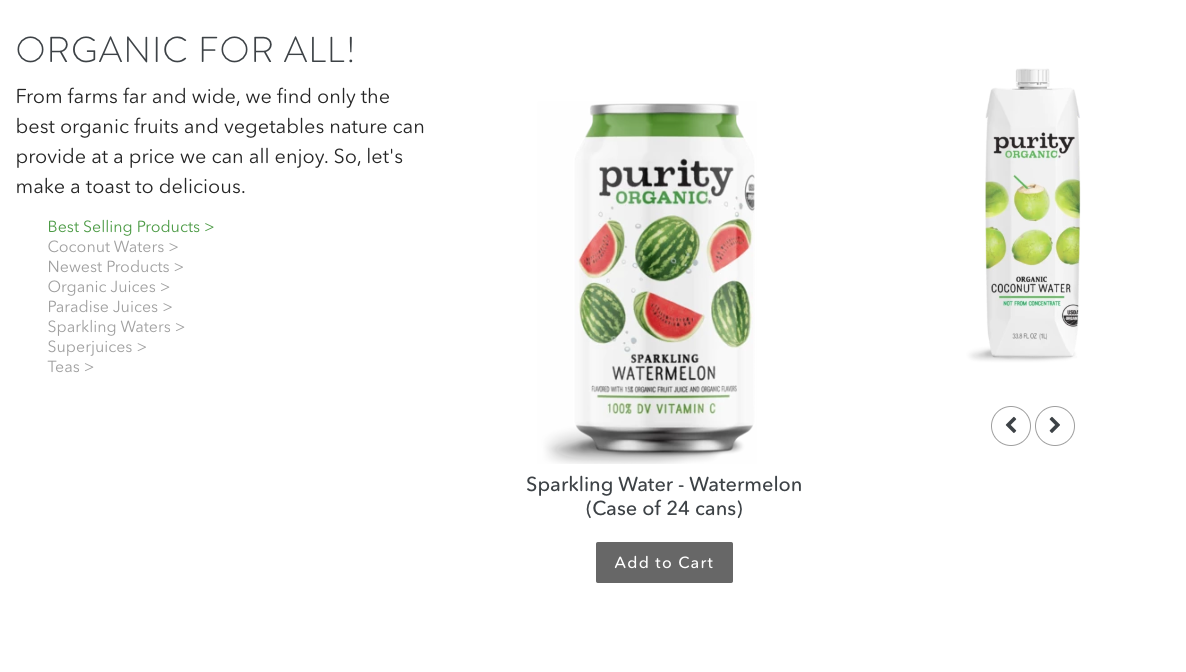 ORGANIC FOR ALL!
From farms far and wide, we find only the
best organic fruits and vegetables nature can
provide at a price we can all enjoy. So, let's
make a toast to delicious.
Best Selling Products >
Coconut Waters >
Newest Products >
Organic Juices >
Paradise Juices >
Sparkling Waters >
Superjuices >
Teas >
purity
ORGANIC.
SPARKLING
WATERMELON
FLAVORED WITH 15% ORGANIC FRUIT JUICE AND ORGANIC FLAVORS
100% DV VITAMIN C
Sparkling Water - Watermelon
(Case of 24 cans)
Add to Cart
purity
ORGANIC.
ORGANIC
COCONUT WATER
NOT FROM CONCENTRATE
USDA
33.8 FL OZ (1L)